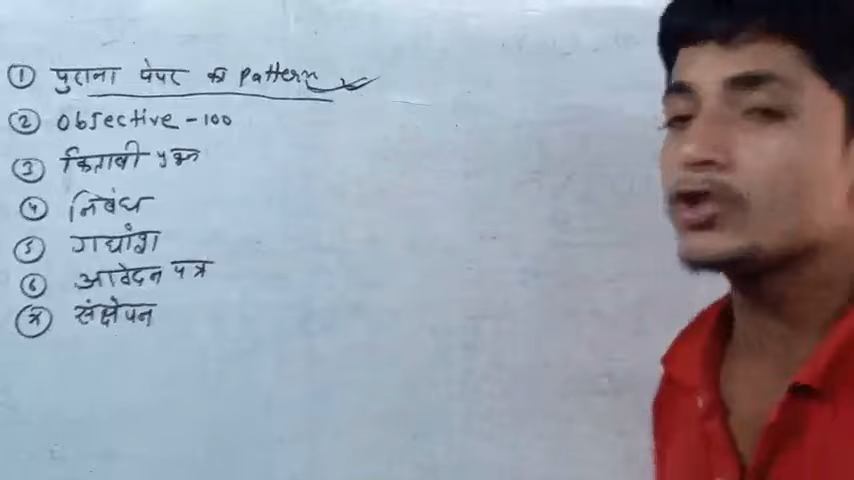 ① पुराना पेपर का Pattern
② Objective - 100
③ किताबी प्रश्न
④ निबंध
⑤ गद्यांश
⑥ आवेदन पत्र
⑦ संक्षेपन